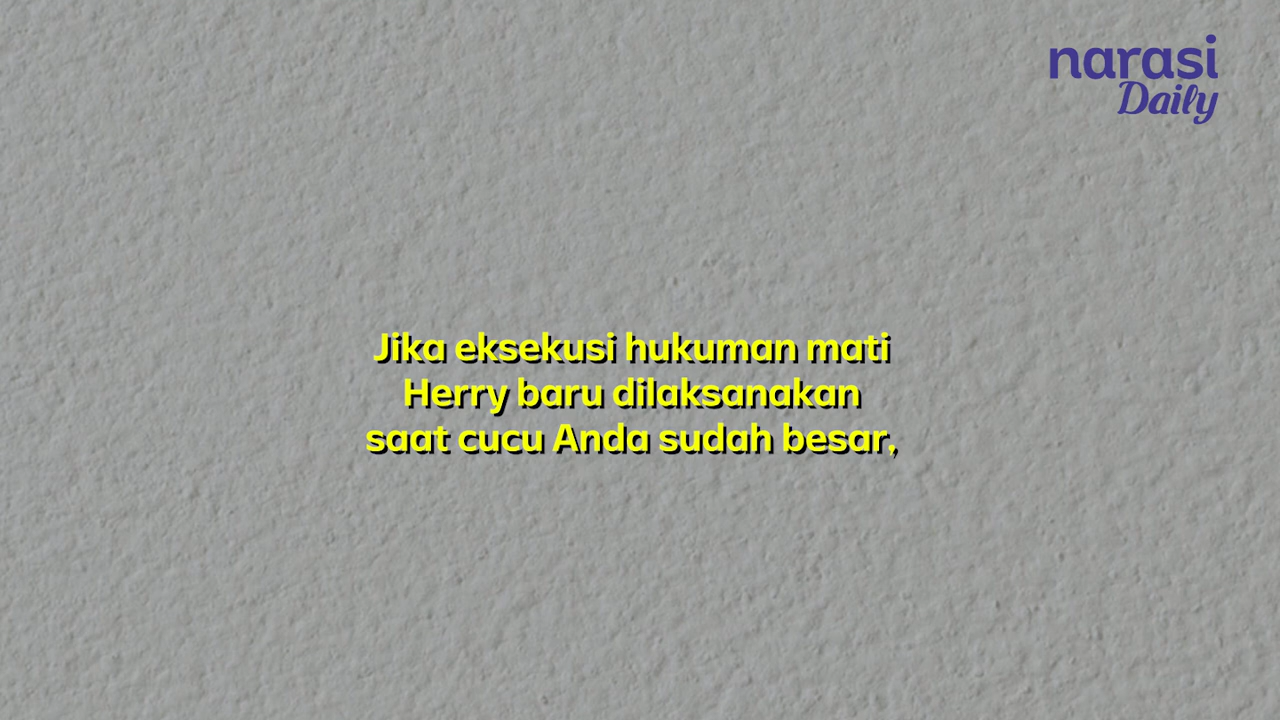 narasi
Daily
Jika eksekusi hukuman mati
Herry baru dilaksanakan
saat cucu Anda sudah besar,